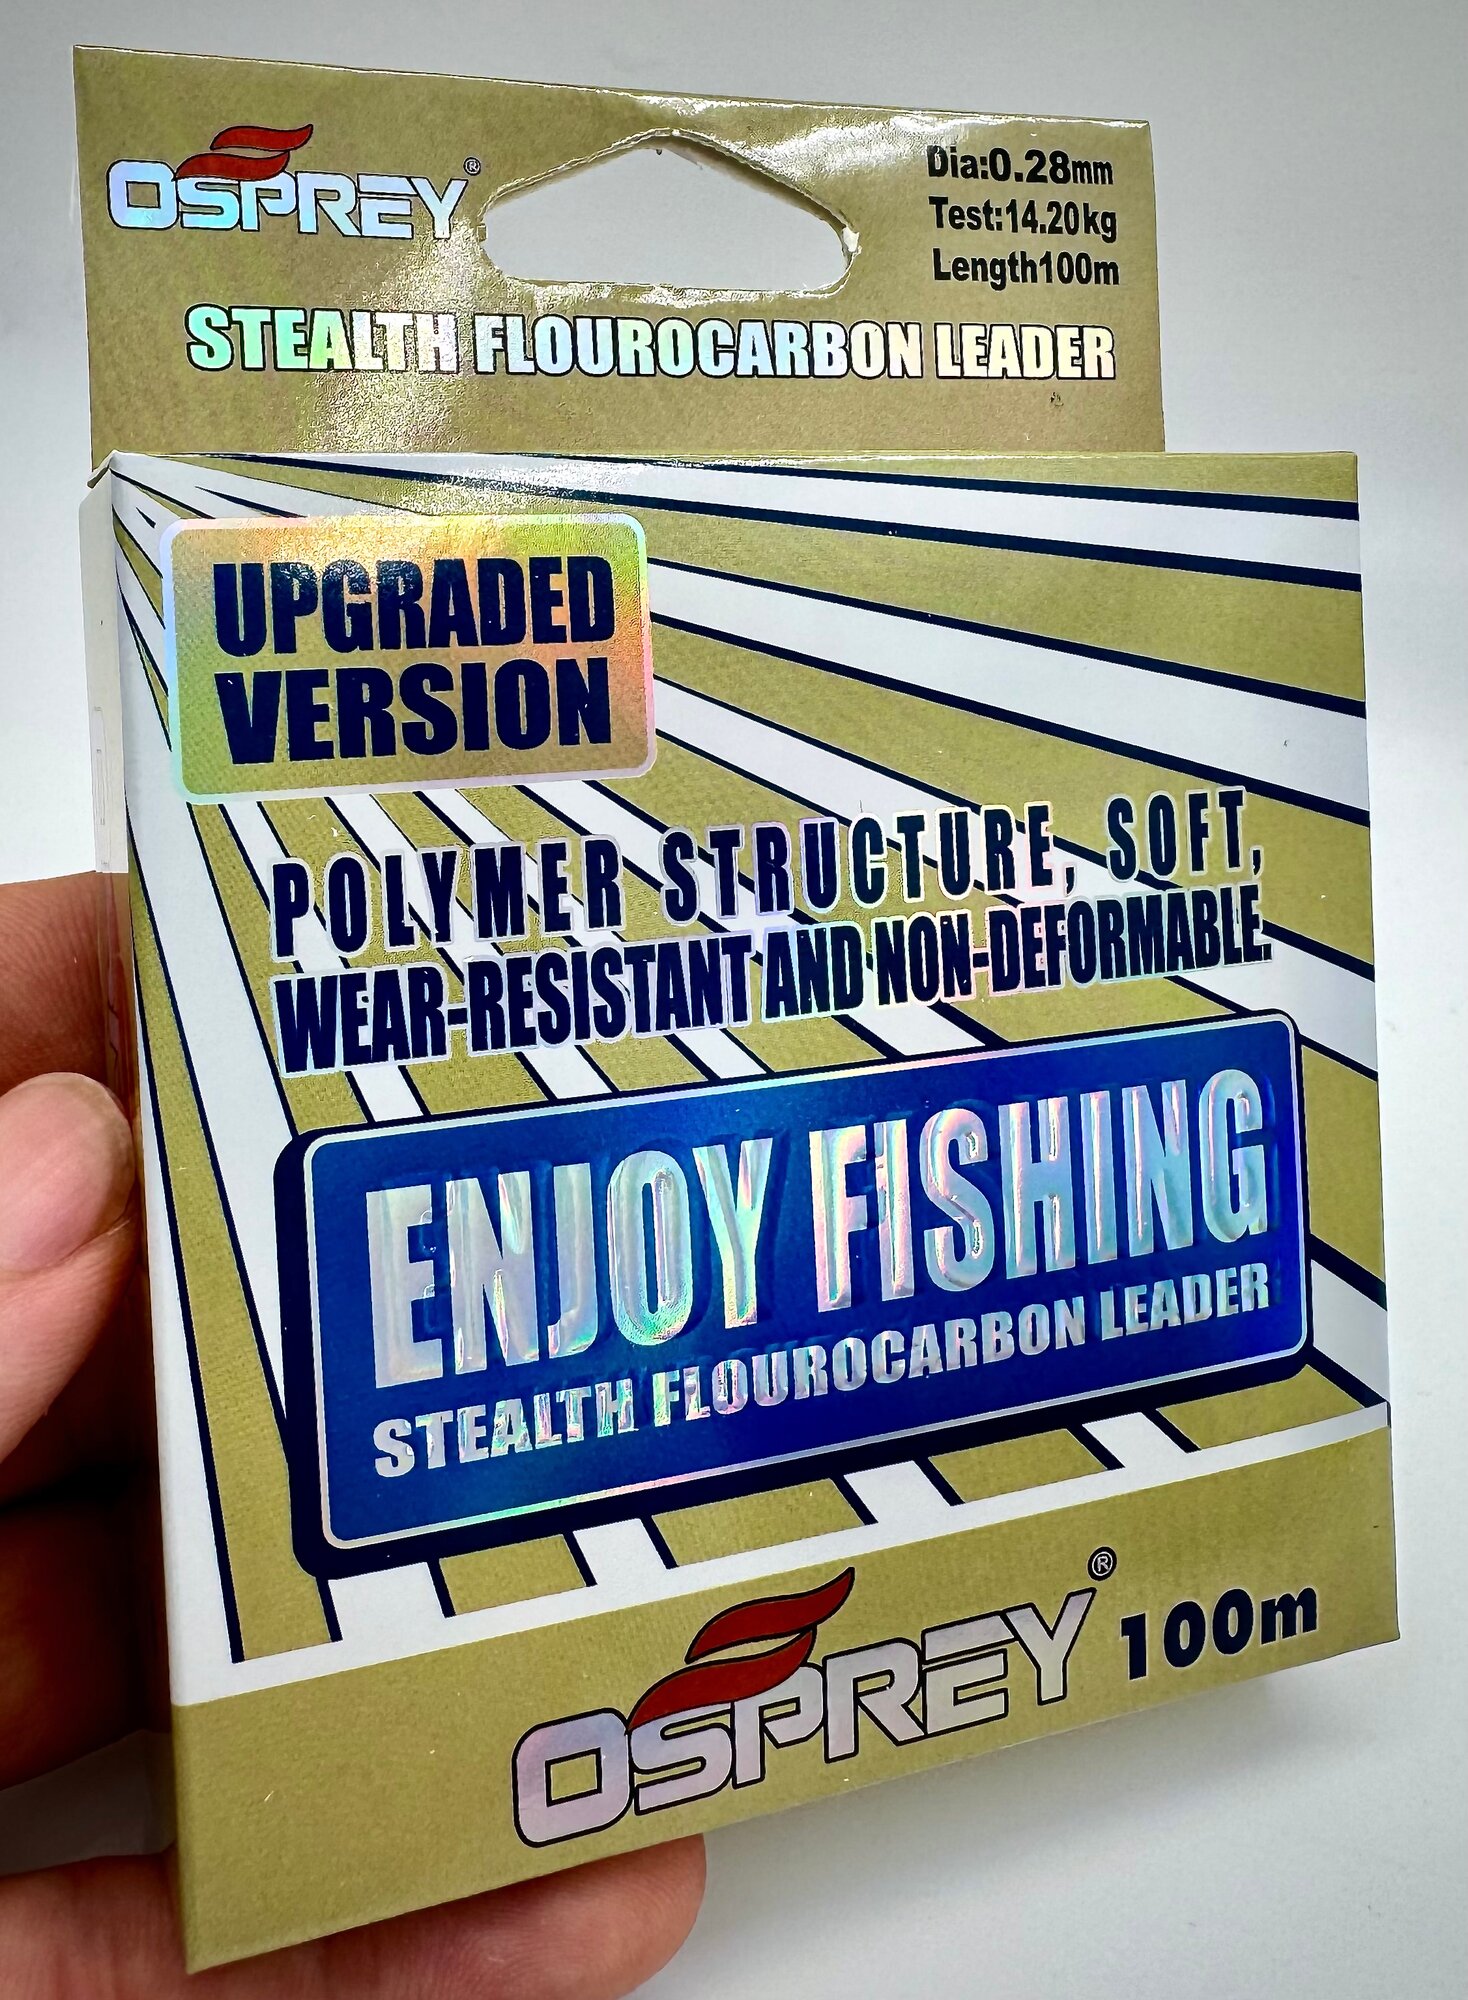 OSPREY®
Dia:0.28mm
Test:14.20kg
Length100m
STEALTH FLOUROCARBON LEADER
UPGRADED
VERSION
POLYMER STRUCTURE, SOFT,
WEAR-RESISTANT AND NON-DEFORMABLE.
ENJOY FISHING
STEALTH FLOUROCARBON LEADER
OSPREY® 100m